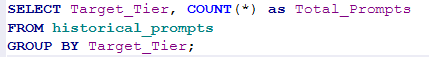 SELECT Target_Tier, COUNT(*) as Total_Prompts
FROM historical_prompts
GROUP BY Target_Tier;